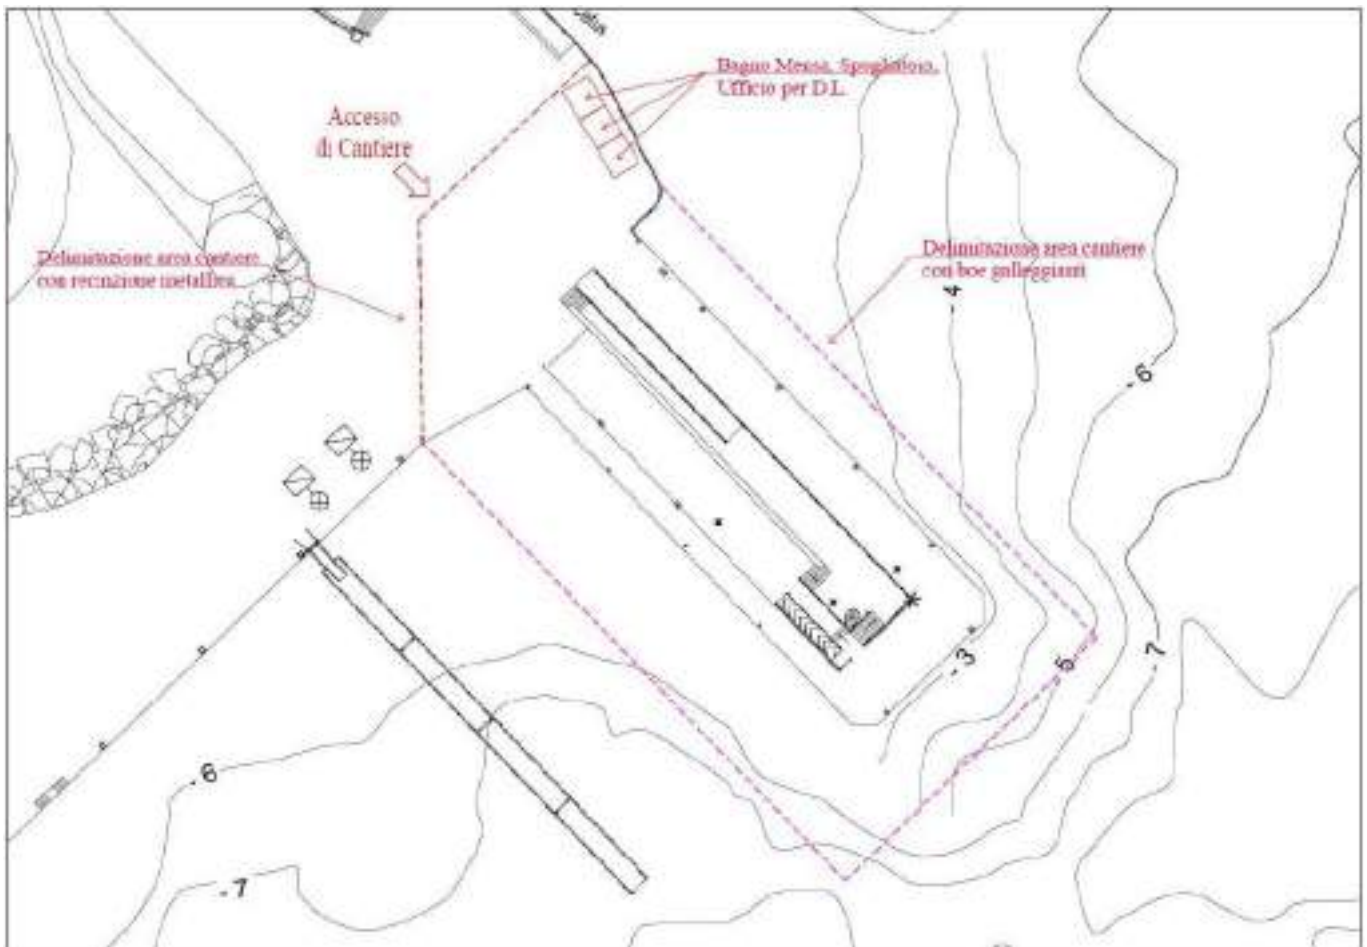 Bagno Mensa, Spogliatoio,
Ufficio per D.L.
Accesso
di Cantiere
Delimitazione area cantiere
con recinzione metallica
Delimitazione area cantiere
con boe galleggianti
- 4
- 6
- 3
- 5
- 7
- 6
- 7